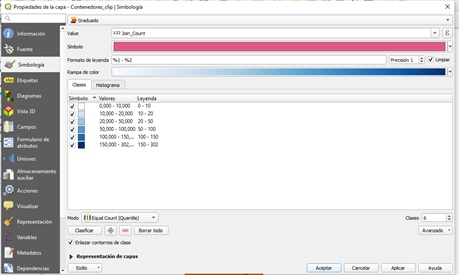 Propiedades de la capa - Contenedores_clip | Simbología
Graduado
Información
Fuente
Simbología
Etiquetas
Diagramas
Vista 3D
Campos
Formulario de atributos
Uniones
Almacenamiento auxiliar
Acciones
Visualizar
Representación
Variables
Metadatos
Dependencias
Value 123 Join_Count ε
Símbolo
Formato de leyenda %1 - %2 Precisión 1 Limpiar
Rampa de color
Clases Histograma
Símbolo Valores Leyenda
0,000 - 10,000 0 - 10
10,000 - 20,000 10 - 20
20,000 - 50,000 20 - 50
50,000 - 100,000 50 - 100
100,000 - 150,... 100 - 150
150,000 - 302,... 150 - 302
Modo Equal Count (Quantile) Clases 6
Clasificar Borrar todo Avanzado
Enlazar contornos de clase
Representación de capas
Estilo Aceptar Cancelar Aplicar Ayuda